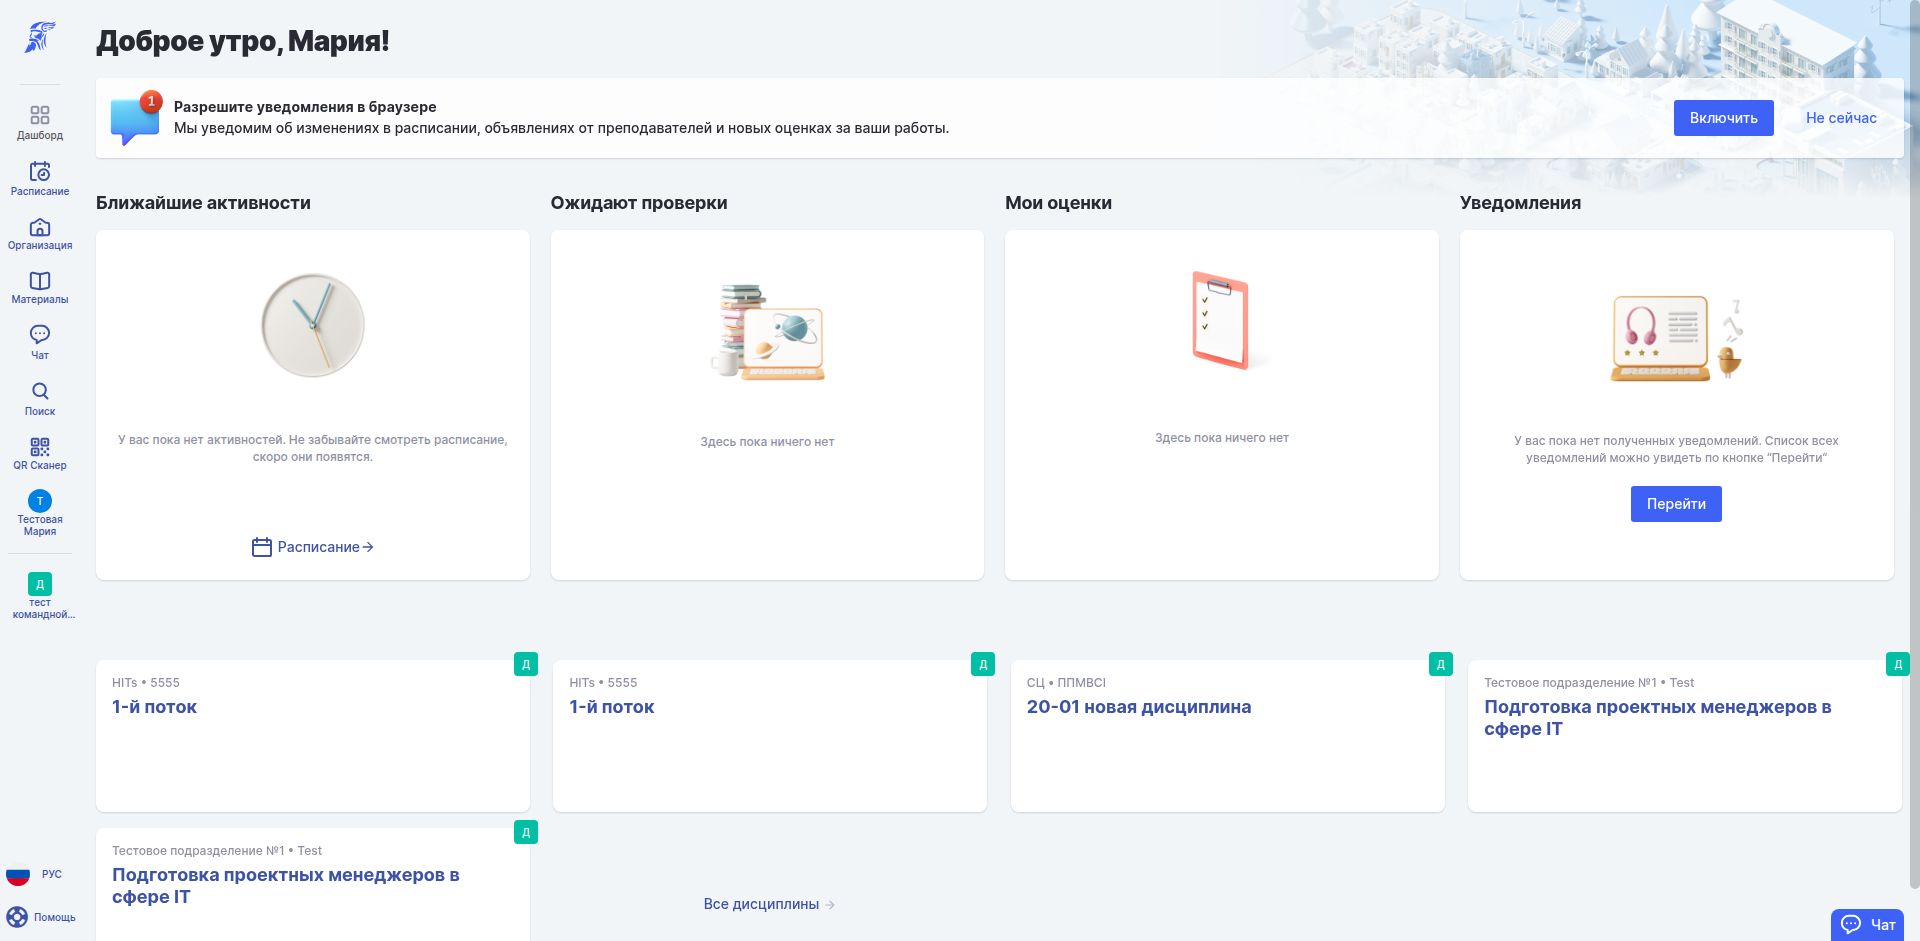 Доброе утро, Мария!
1
Разрешите уведомления в браузере
Мы уведомим об изменениях в расписании, объявлениях от преподавателей и новых оценках за ваши работы.
Включить
Не сейчас
Дашборд
Расписание
Организация
Материалы
Чат
Поиск
QR Сканер
Т
Тестовая
Мария
Д
тест
командной...
РУС
Помощь
Ближайшие активности
У вас пока нет активностей. Не забывайте смотреть расписание,
скоро они появятся.
Расписание
Ожидают проверки
Здесь пока ничего нет
Мои оценки
Здесь пока ничего нет
Уведомления
У вас пока нет полученных уведомлений. Список всех
уведомлений можно увидеть по кнопке “Перейти”
Перейти
Д
HITs • 5555
1-й поток
Д
HITs • 5555
1-й поток
Д
СЦ • ППМВСI
20-01 новая дисциплина
Д
Тестовое подразделение №1 • Test
Подготовка проектных менеджеров в
сфере IT
Д
Тестовое подразделение №1 • Test
Подготовка проектных менеджеров в
сфере IT
Все дисциплины
Чат